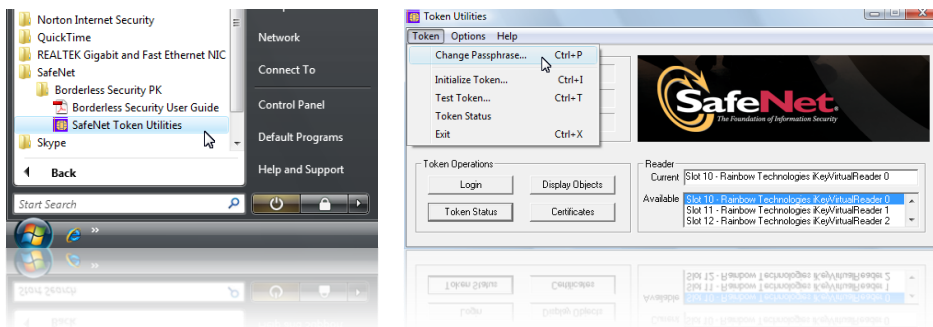 Norton Internet Security
QuickTime
REALTEK Gigabit and Fast Ethernet NIC
SafeNet
Borderless Security PK
Borderless Security User Guide
SafeNet Token Utilities
Skype
Back
Start Search
Network
Connect To
Control Panel
Default Programs
Help and Support
Token Utilities
Token Options Help
Change Passphrase... Ctrl+P
Initialize Token... Ctrl+I
Test Token... Ctrl+T
Token Status
Exit Ctrl+X
SafeNet.
The Foundation of Information Security
Token Operations
Login Display Objects
Token Status Certificates
Reader
Current Slot 10 - Rainbow Technologies iKeyVirtualReader 0
Available Slot 10 - Rainbow Technologies iKeyVirtualReader 0
Slot 11 - Rainbow Technologies iKeyVirtualReader 1
Slot 12 - Rainbow Technologies iKeyVirtualReader 2